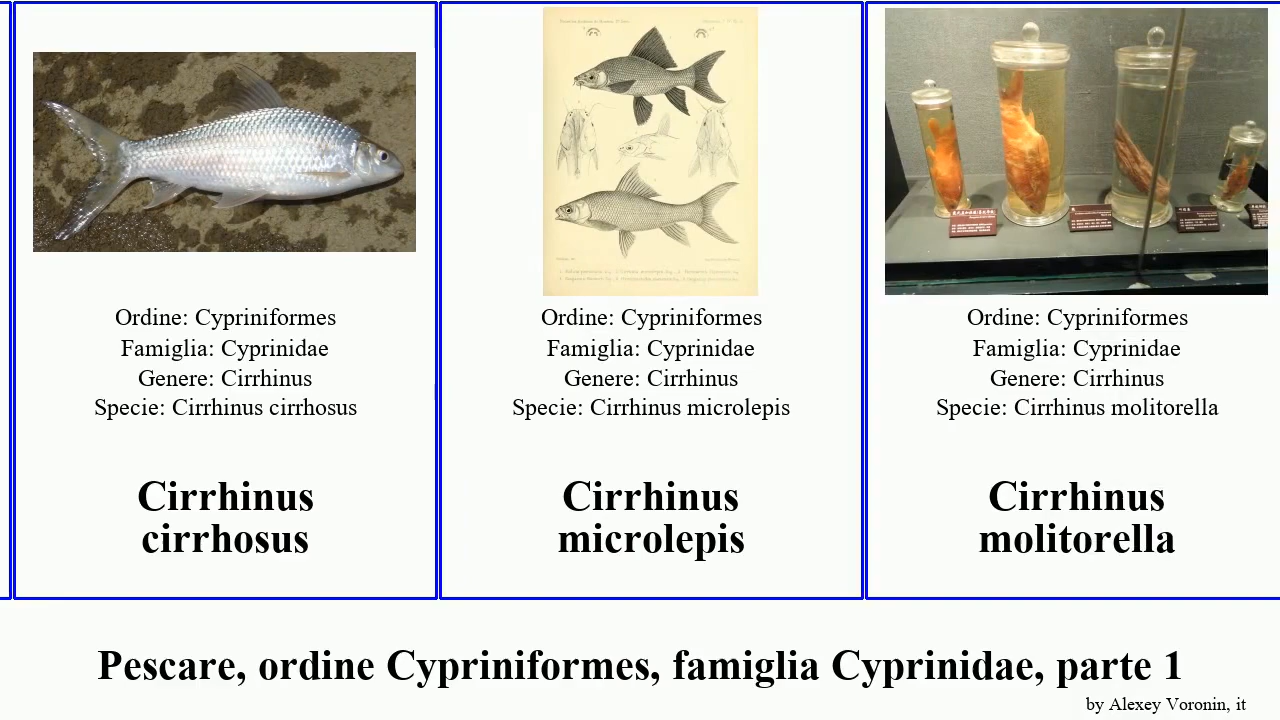 Ordine: Cypriniformes
Famiglia: Cyprinidae
Genere: Cirrhinus
Specie: Cirrhinus cirrhosus
Cirrhinus
cirrhosus
Ordine: Cypriniformes
Famiglia: Cyprinidae
Genere: Cirrhinus
Specie: Cirrhinus microlepis
Cirrhinus
microlepis
Ordine: Cypriniformes
Famiglia: Cyprinidae
Genere: Cirrhinus
Specie: Cirrhinus molitorella
Cirrhinus
molitorella
Pescare, ordine Cypriniformes, famiglia Cyprinidae, parte 1
by Alexey Voronin, it